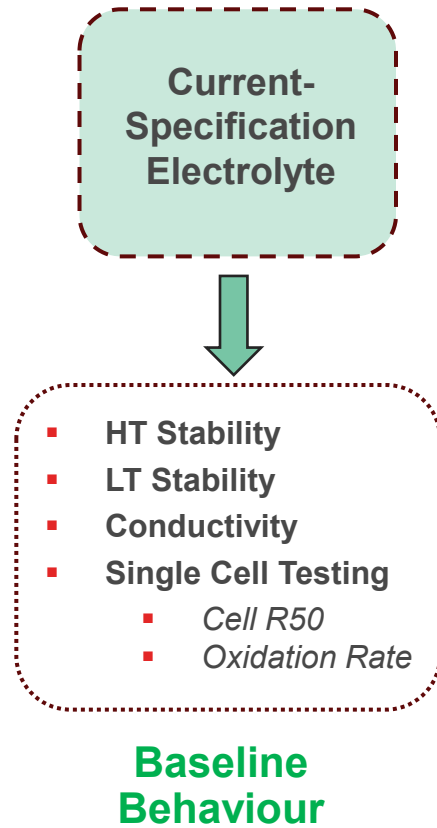 Current-
Specification
Electrolyte
HT Stability
LT Stability
Conductivity
Single Cell Testing
Cell R50
Oxidation Rate
Baseline
Behaviour